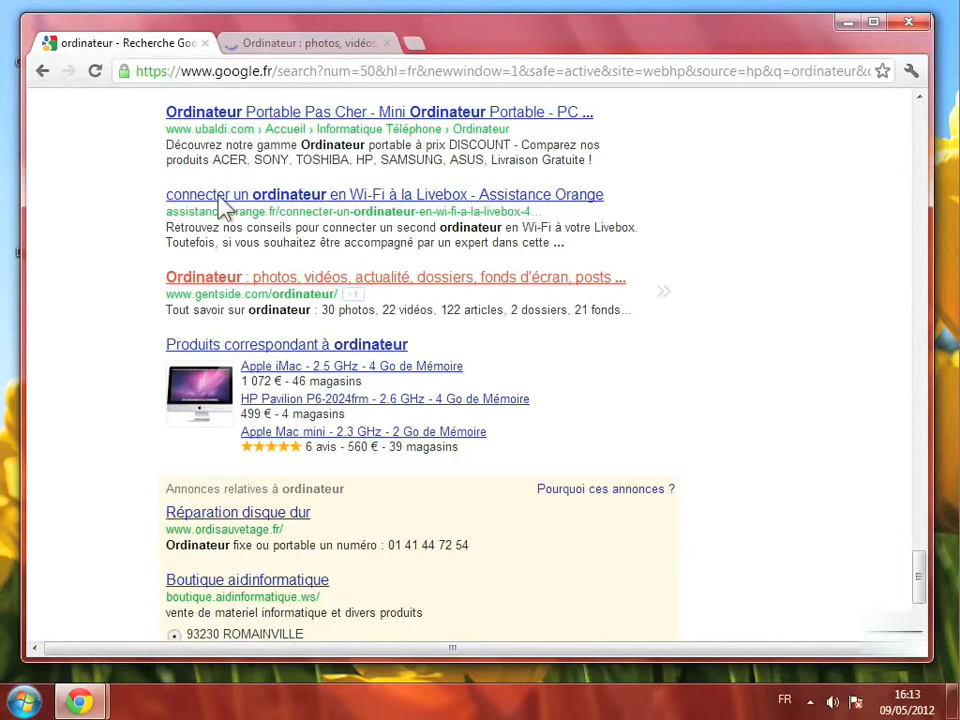 ordinateur - Recherche Goo
Ordinateur : photos, vidéos,
https://www.google.fr/search?num=50&hl=fr&newwindow=1&safe=active&site=webhp&source=hp&q=ordinateur&
Ordinateur Portable Pas Cher - Mini Ordinateur Portable - PC ...
www.ubaldi.com › Accueil › Informatique Téléphone › Ordinateur
Découvrez notre gamme Ordinateur portable à prix DISCOUNT - Comparez nos
produits ACER, SONY, TOSHIBA, HP, SAMSUNG, ASUS, Livraison Gratuite !
connecter un ordinateur en Wi-Fi à la Livebox - Assistance Orange
assistance.orange.fr/connecter-un-ordinateur-en-wi-fi-a-la-livebox-4...
Retrouvez nos conseils pour connecter un second ordinateur en Wi-Fi à votre Livebox.
Toutefois, si vous souhaitez être accompagné par un expert dans cette ...
Ordinateur : photos, vidéos, actualité, dossiers, fonds d'écran, posts ...
www.gentside.com/ordinateur/ +1
Tout savoir sur ordinateur : 30 photos, 22 vidéos, 122 articles, 2 dossiers, 21 fonds...
Produits correspondant à ordinateur
Apple iMac - 2.5 GHz - 4 Go de Mémoire
1 072 € - 46 magasins
HP Pavilion P6-2024frm - 2.6 GHz - 4 Go de Mémoire
499 € - 4 magasins
Apple Mac mini - 2.3 GHz - 2 Go de Mémoire
6 avis - 560 € - 39 magasins
Annonces relatives à ordinateur
Pourquoi ces annonces ?
Réparation disque dur
www.ordisauvetage.fr/
Ordinateur fixe ou portable un numéro : 01 41 44 72 54
Boutique aidinformatique
boutique.aidinformatique.ws/
vente de materiel informatique et divers produits
93230 ROMAINVILLE
FR
16:13
09/05/2012